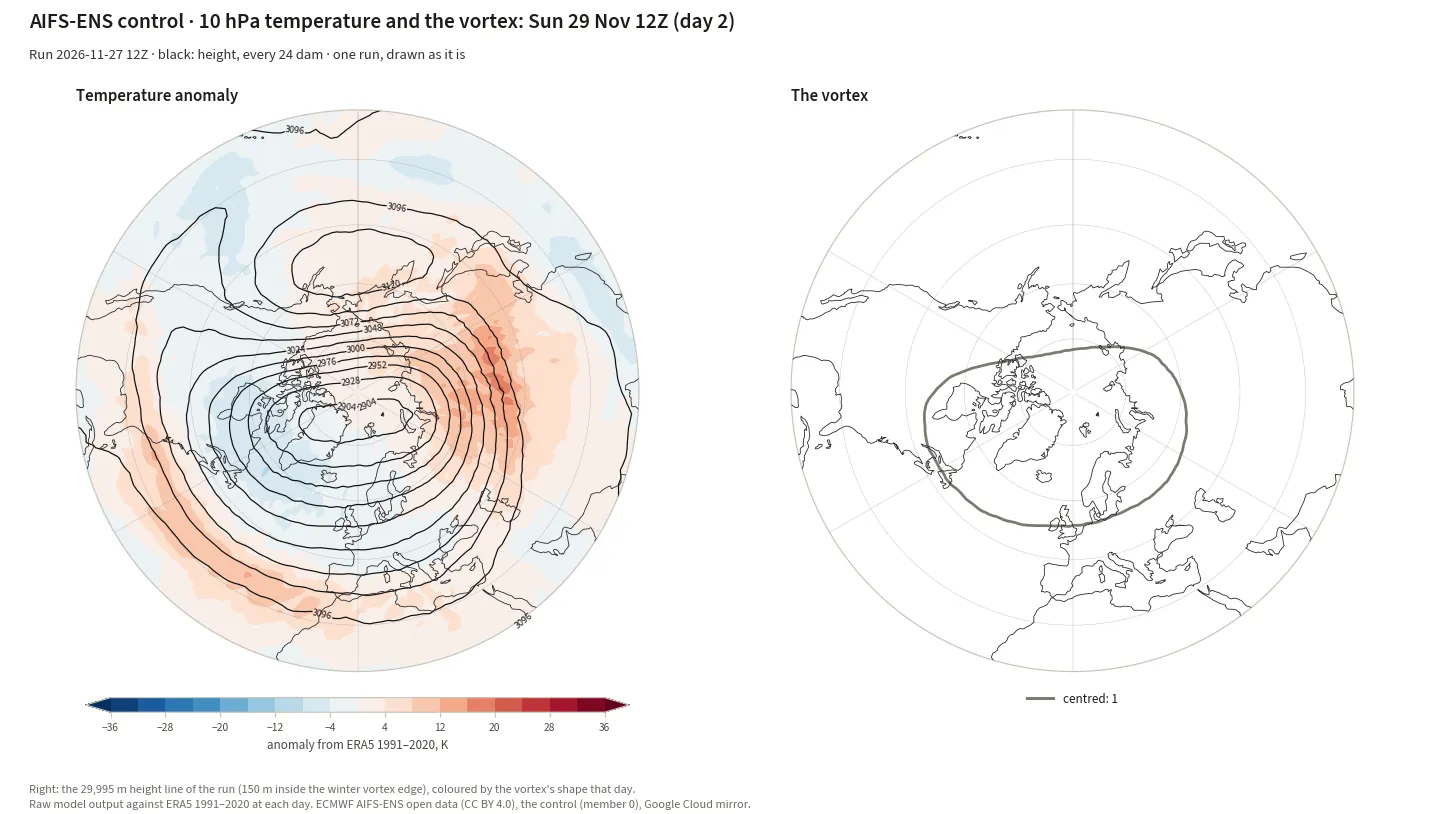 AIFS-ENS control · 10 hPa temperature and the vortex: Sun 29 Nov 12Z (day 2)
Run 2026-11-27 12Z · black: height, every 24 dam · one run, drawn as it is
Temperature anomaly
The vortex
3096
3096
3120
3072
3048
3024
3000
2976
2952
2928
2904
2904
3096
3096
−36 −28 −20 −12 −4 4 12 20 28 36
anomaly from ERA5 1991–2020, K
centred: 1
Right: the 29,995 m height line of the run (150 m inside the winter vortex edge), coloured by the vortex's shape that day.
Raw model output against ERA5 1991–2020 at each day. ECMWF AIFS-ENS open data (CC BY 4.0), the control (member 0), Google Cloud mirror.